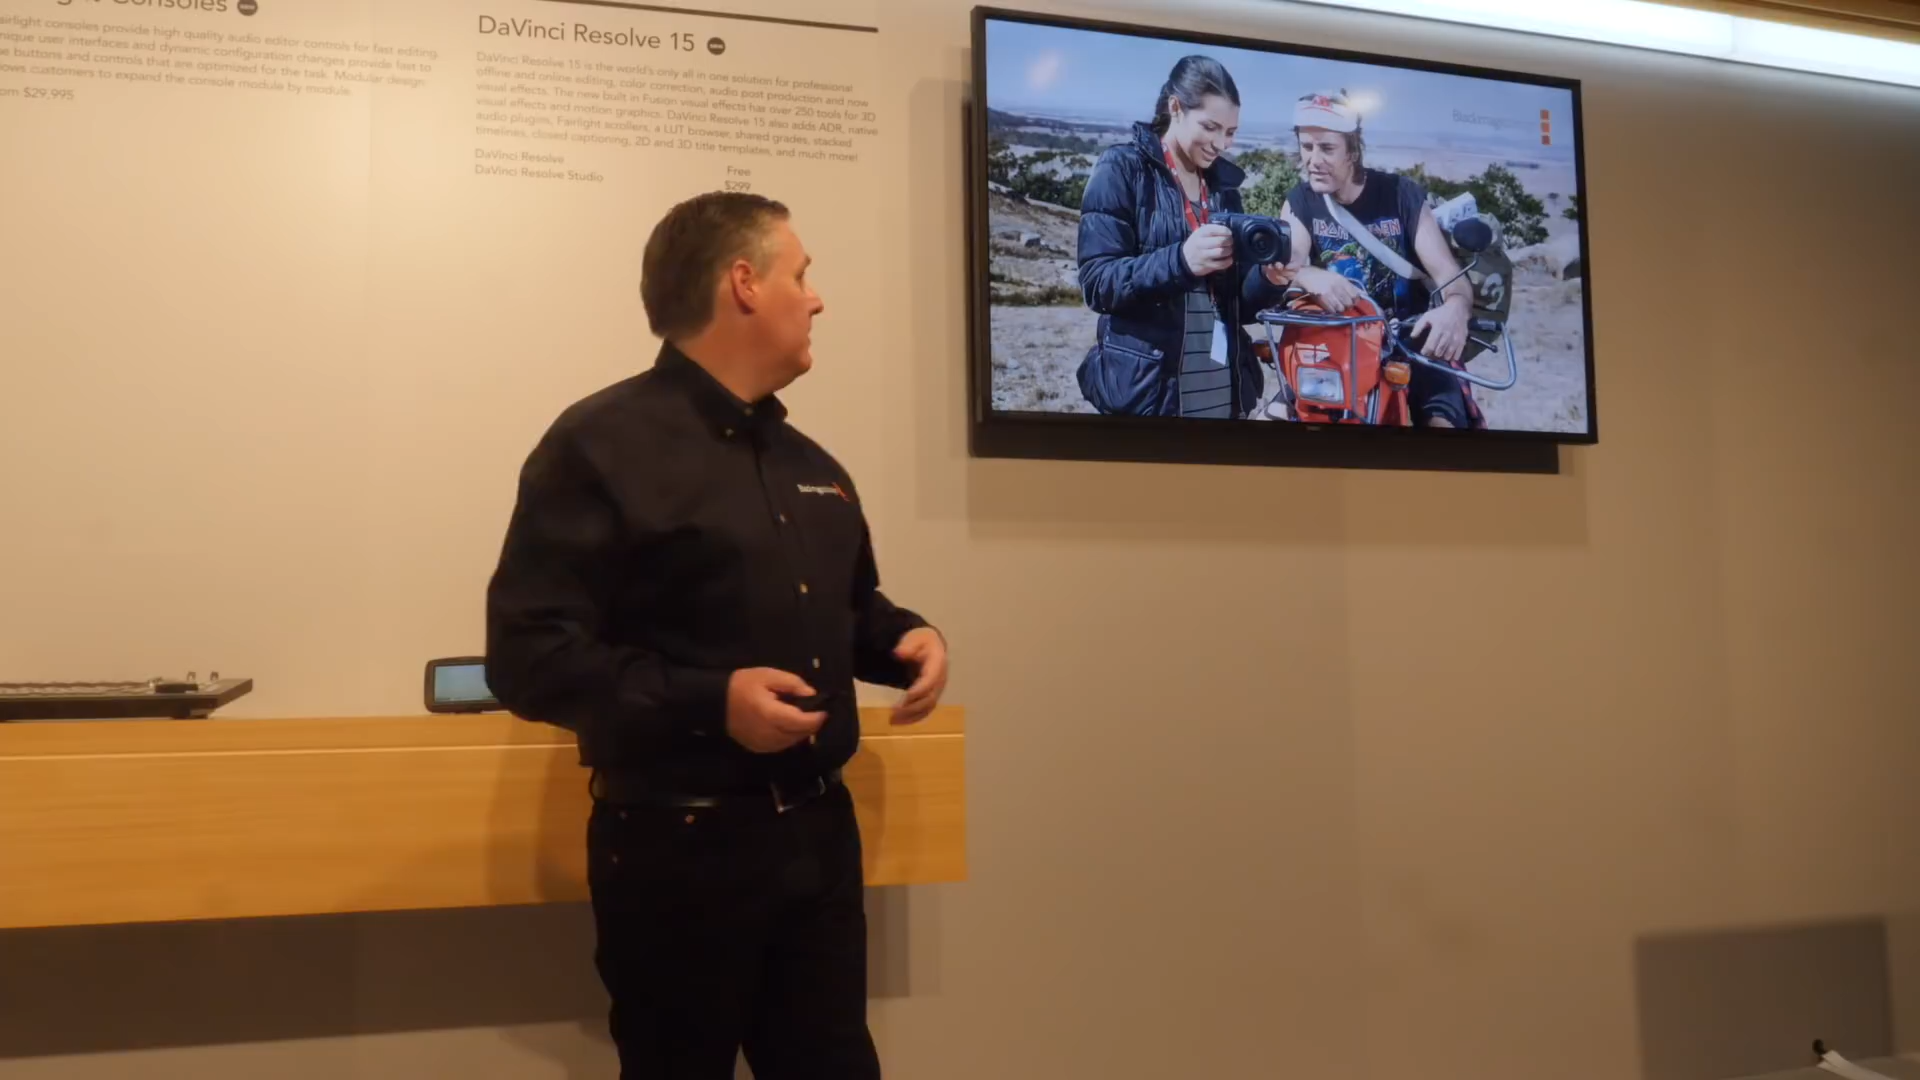 Consoles
airlight consoles provide high quality audio editor controls for fast editing.
nique user interfaces and dynamic configuration changes provide fast to
e buttons and controls that are optimized for the task. Modular design
ows customers to expand the console module by module.
om $29,995
DaVinci Resolve 15
DaVinci Resolve 15 is the world's only all in one solution for professional
offline and online editing, color correction, audio post production and now
visual effects. The new built in Fusion visual effects has over 250 tools for 3D
visual effects and motion graphics. DaVinci Resolve 15 also adds ADR, native
audio plugins, Fairlight scrollers, a LUT browser, shared grades, stacked
timelines, closed captioning, 2D and 3D title templates, and much more!
DaVinci Resolve Free
DaVinci Resolve Studio $299
Blackmagicdesign
IRON MAIDEN
Blackmagicdesign